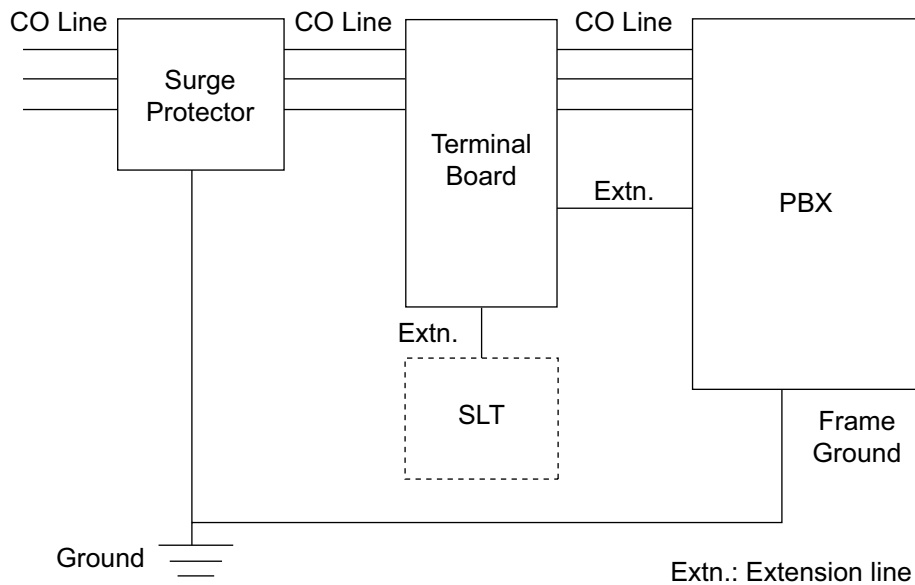 CO Line
CO Line
CO Line
Surge
Protector
Terminal
Board
Extn.
PBX
Extn.
SLT
Frame
Ground
Ground
Extn.: Extension line